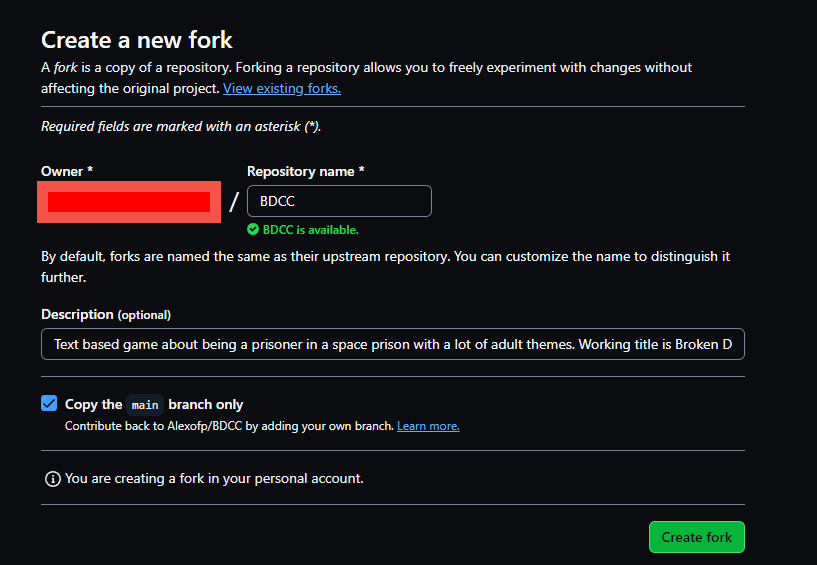 Create a new fork
A fork is a copy of a repository. Forking a repository allows you to freely experiment with changes without
affecting the original project. View existing forks.
Required fields are marked with an asterisk (*).
Owner *
Repository name *
/
BDCC
BDCC is available.
By default, forks are named the same as their upstream repository. You can customize the name to distinguish it
further.
Description (optional)
Text based game about being a prisoner in a space prison with a lot of adult themes. Working title is Broken D
Copy the main branch only
Contribute back to Alexofp/BDCC by adding your own branch. Learn more.
You are creating a fork in your personal account.
Create fork